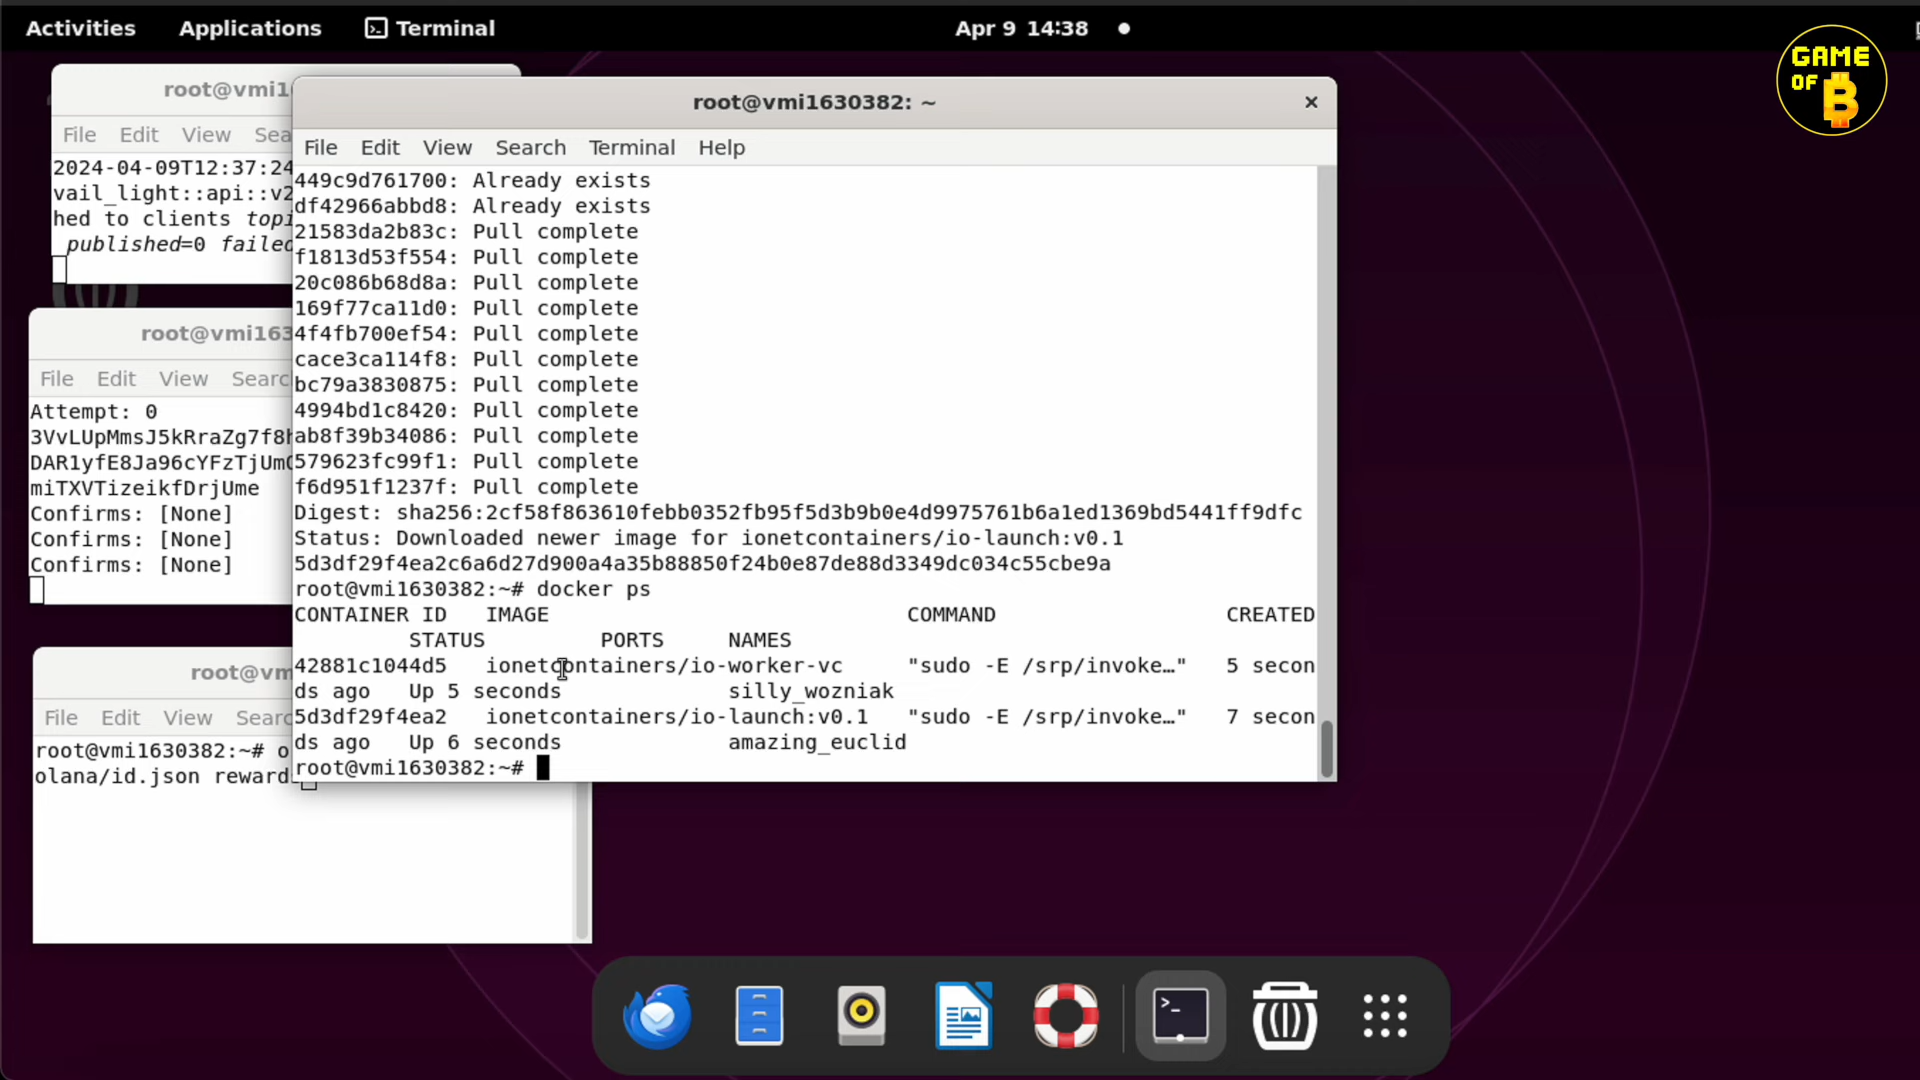 Activities Applications Terminal Apr 9 14:38
GAME
OF B
root@vmi1
File Edit View Sea
2024-04-09T12:37:24
vail_light::api::v2
hed to clients topi
_published=0 failed
root@vmi163
File Edit View Searc
Attempt: 0
3VvLUpMmsJ5kRraZg7f8h
DAR1yfE8Ja96cYFzTjUm
miTXVTizeikfDrjUme
Confirms: [None]
Confirms: [None]
Confirms: [None]
root@vm
File Edit View Searc
root@vmi1630382:~# o
olana/id.json reward
root@vmi1630382: ~
File Edit View Search Terminal Help
449c9d761700: Already exists
df42966abbd8: Already exists
21583da2b83c: Pull complete
f1813d53f554: Pull complete
20c086b68d8a: Pull complete
169f77ca11d0: Pull complete
4f4fb700ef54: Pull complete
cace3ca114f8: Pull complete
bc79a3830875: Pull complete
4994bd1c8420: Pull complete
ab8f39b34086: Pull complete
579623fc99f1: Pull complete
f6d951f1237f: Pull complete
Digest: sha256:2cf58f863610febb0352fb95f5d3b9b0e4d9975761b6a1ed1369bd5441ff9dfc
Status: Downloaded newer image for ionetcontainers/io-launch:v0.1
5d3df29f4ea2c6a6d27d900a4a35b88850f24b0e87de88d3349dc034c55cbe9a
root@vmi1630382:~# docker ps
CONTAINER ID IMAGE COMMAND CREATED
STATUS PORTS NAMES
42881c1044d5 ionetcontainers/io-worker-vc "sudo -E /srp/invoke…" 5 secon
ds ago Up 5 seconds silly_wozniak
5d3df29f4ea2 ionetcontainers/io-launch:v0.1 "sudo -E /srp/invoke…" 7 secon
ds ago Up 6 seconds amazing_euclid
root@vmi1630382:~#